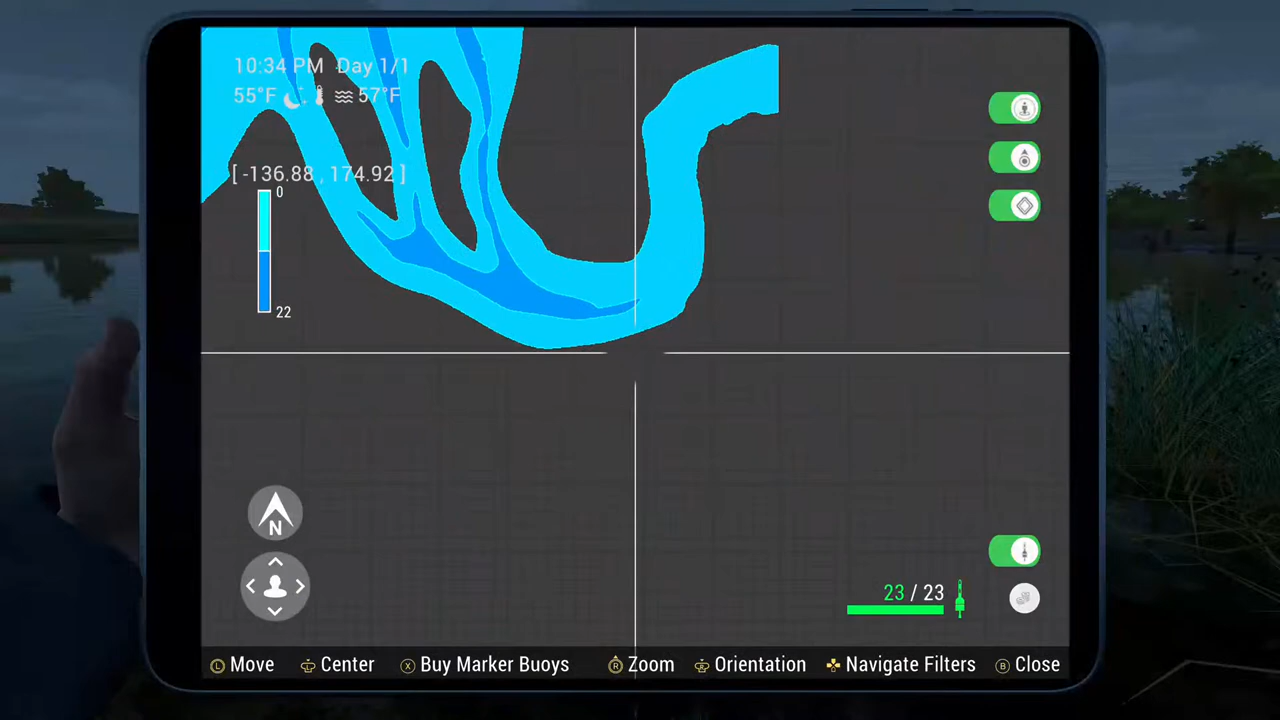 10:34 PM Day 1/1
55°F 57°F
[ -136.88 , 174.92 ]
0
22
N
23 / 23
L Move L Center X Buy Marker Buoys R Zoom R Orientation Navigate Filters B Close